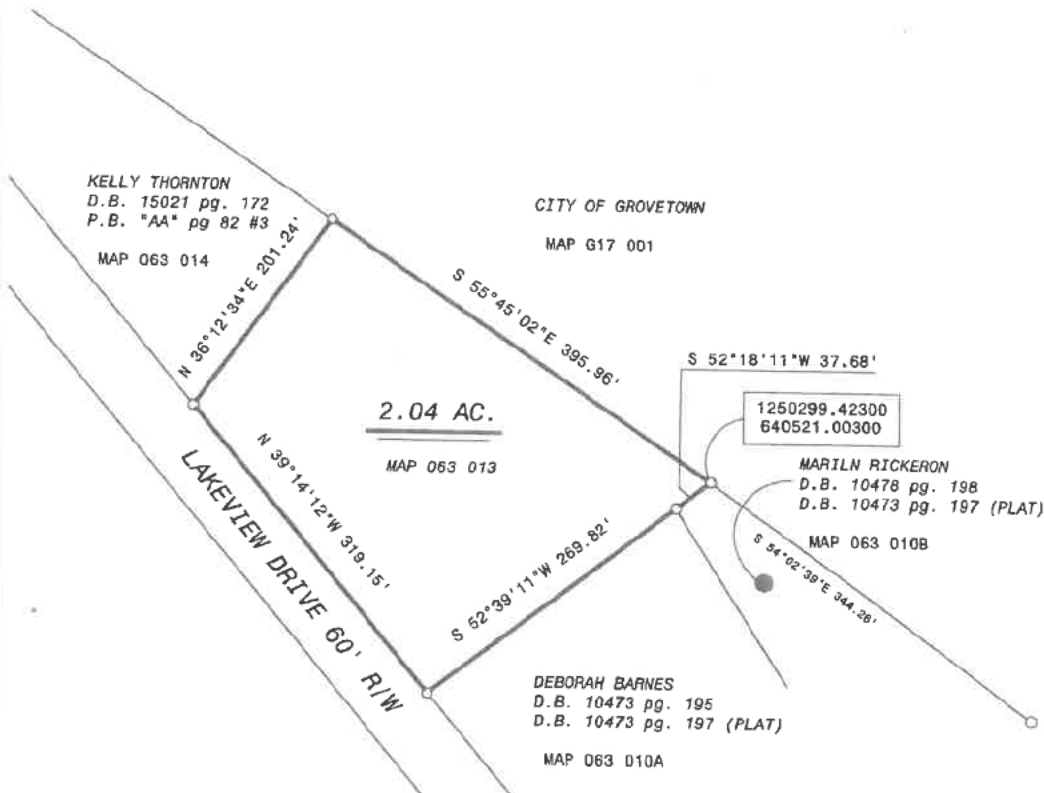 KELLY THORNTON
D.B. 15021 pg. 172
P.B. "AA" pg 82 #3
MAP 063 014
CITY OF GROVETOWN
MAP G17 001
N 36°12'34"E 201.24'
S 55°45'02"E 395.96'
S 52°18'11"W 37.68'
1250299.42300
640521.00300
2.04 AC.
MAP 063 013
MARILN RICKERON
D.B. 10478 pg. 198
D.B. 10473 pg. 197 (PLAT)
MAP 063 010B
N 39°14'12"W 319.15'
LAKEVIEW DRIVE 60' R/W
S 52°39'11"W 269.82'
S 54°02'39"E 344.26'
DEBORAH BARNES
D.B. 10473 pg. 195
D.B. 10473 pg. 197 (PLAT)
MAP 063 010A